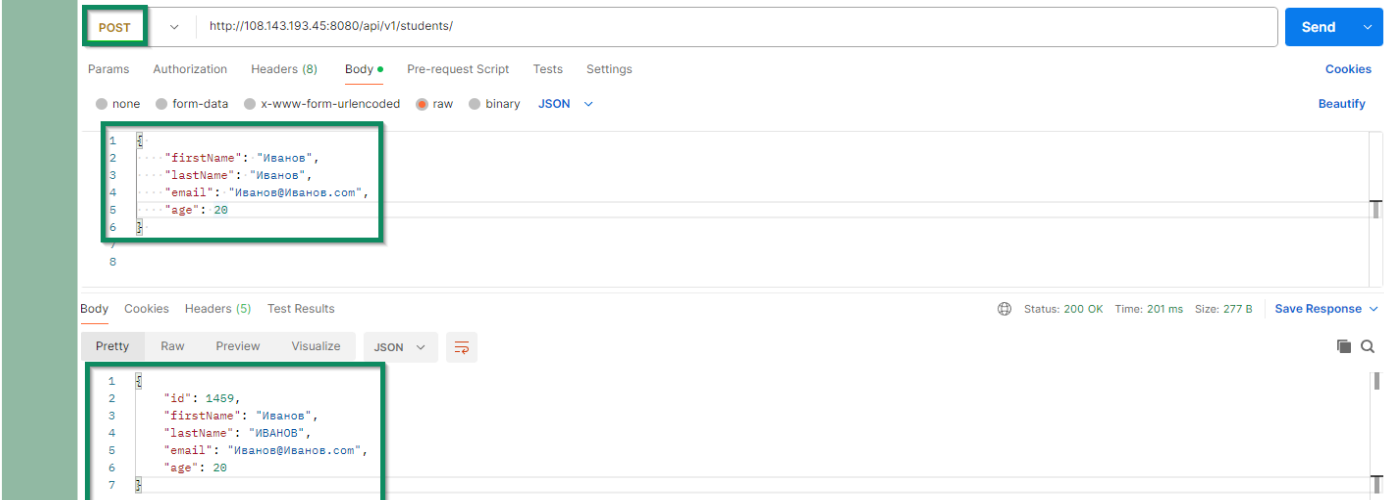 POST http://108.143.193.45:8080/api/v1/students/ Send
Params Authorization Headers (8) Body Pre-request Script Tests Settings Cookies
none form-data x-www-form-urlencoded raw binary JSON Beautify
1 {
2 "firstName": "Иванов",
3 "lastName": "Иванов",
4 "email": "Иванов@Иванов.com",
5 "age": 20
6 }
7
8
Body Cookies Headers (5) Test Results Status: 200 OK Time: 201 ms Size: 277 B Save Response
Pretty Raw Preview Visualize JSON
1 {
2 "id": 1459,
3 "firstName": "Иванов",
4 "lastName": "ИВАНОВ",
5 "email": "Иванов@Иванов.com",
6 "age": 20
7 }